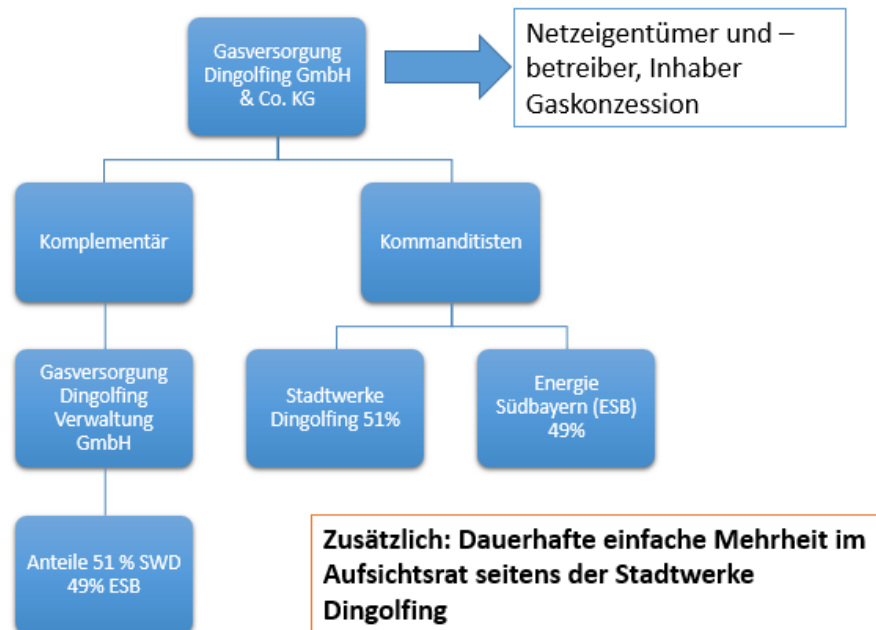 Gasversorgung
Dingolfing GmbH
& Co. KG
Netzeigentümer und –
betreiber, Inhaber
Gaskonzession
Komplementär
Kommanditisten
Gasversorgung
Dingolfing
Verwaltung
GmbH
Stadtwerke
Dingolfing 51%
Energie
Südbayern (ESB)
49%
Anteile 51 % SWD
49% ESB
Zusätzlich: Dauerhafte einfache Mehrheit im
Aufsichtsrat seitens der Stadtwerke
Dingolfing